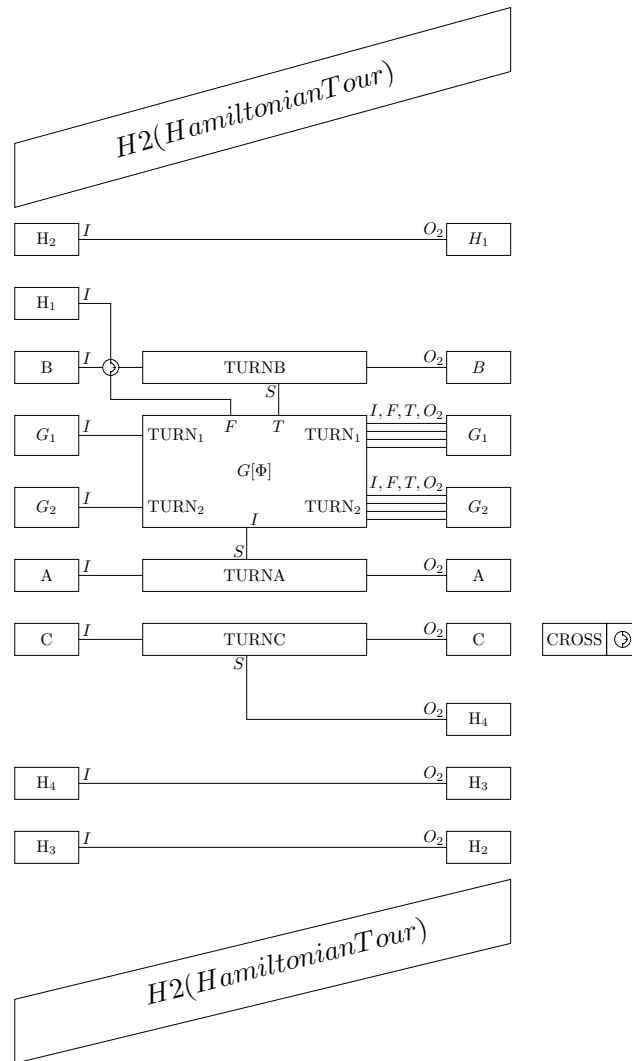 H2(HamiltonianTour)
H₂ I O₂ H₁
H₁ I
B I TURNB O₂ B
S
I, F, T, O₂
G₁ I TURN₁ F T TURN₁ G₁
G[Φ]
I, F, T, O₂
G₂ I TURN₂ I TURN₂ G₂
S
A I TURNA O₂ A
C I TURNC O₂ C CROSS
S
O₂ H₄
H₄ I O₂ H₃
H₃ I O₂ H₂
H2(HamiltonianTour)